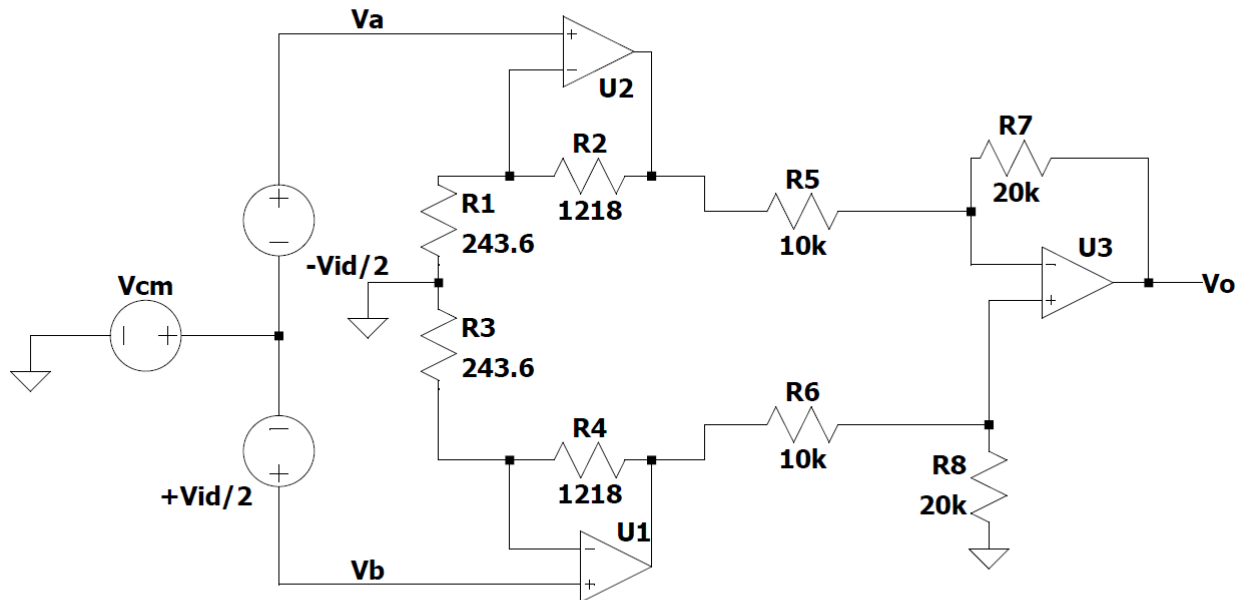 Va
U2
R2
1218
R1
243.6
R5
10k
R7
20k
U3
-Vid/2
Vcm
Vo
R3
243.6
R6
10k
R4
1218
R8
20k
+Vid/2
U1
Vb